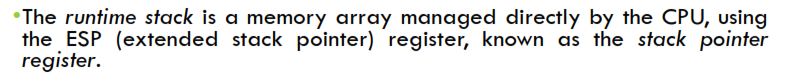 •The runtime stack is a memory array managed directly by the CPU, using
the ESP (extended stack pointer) register, known as the stack pointer
register.